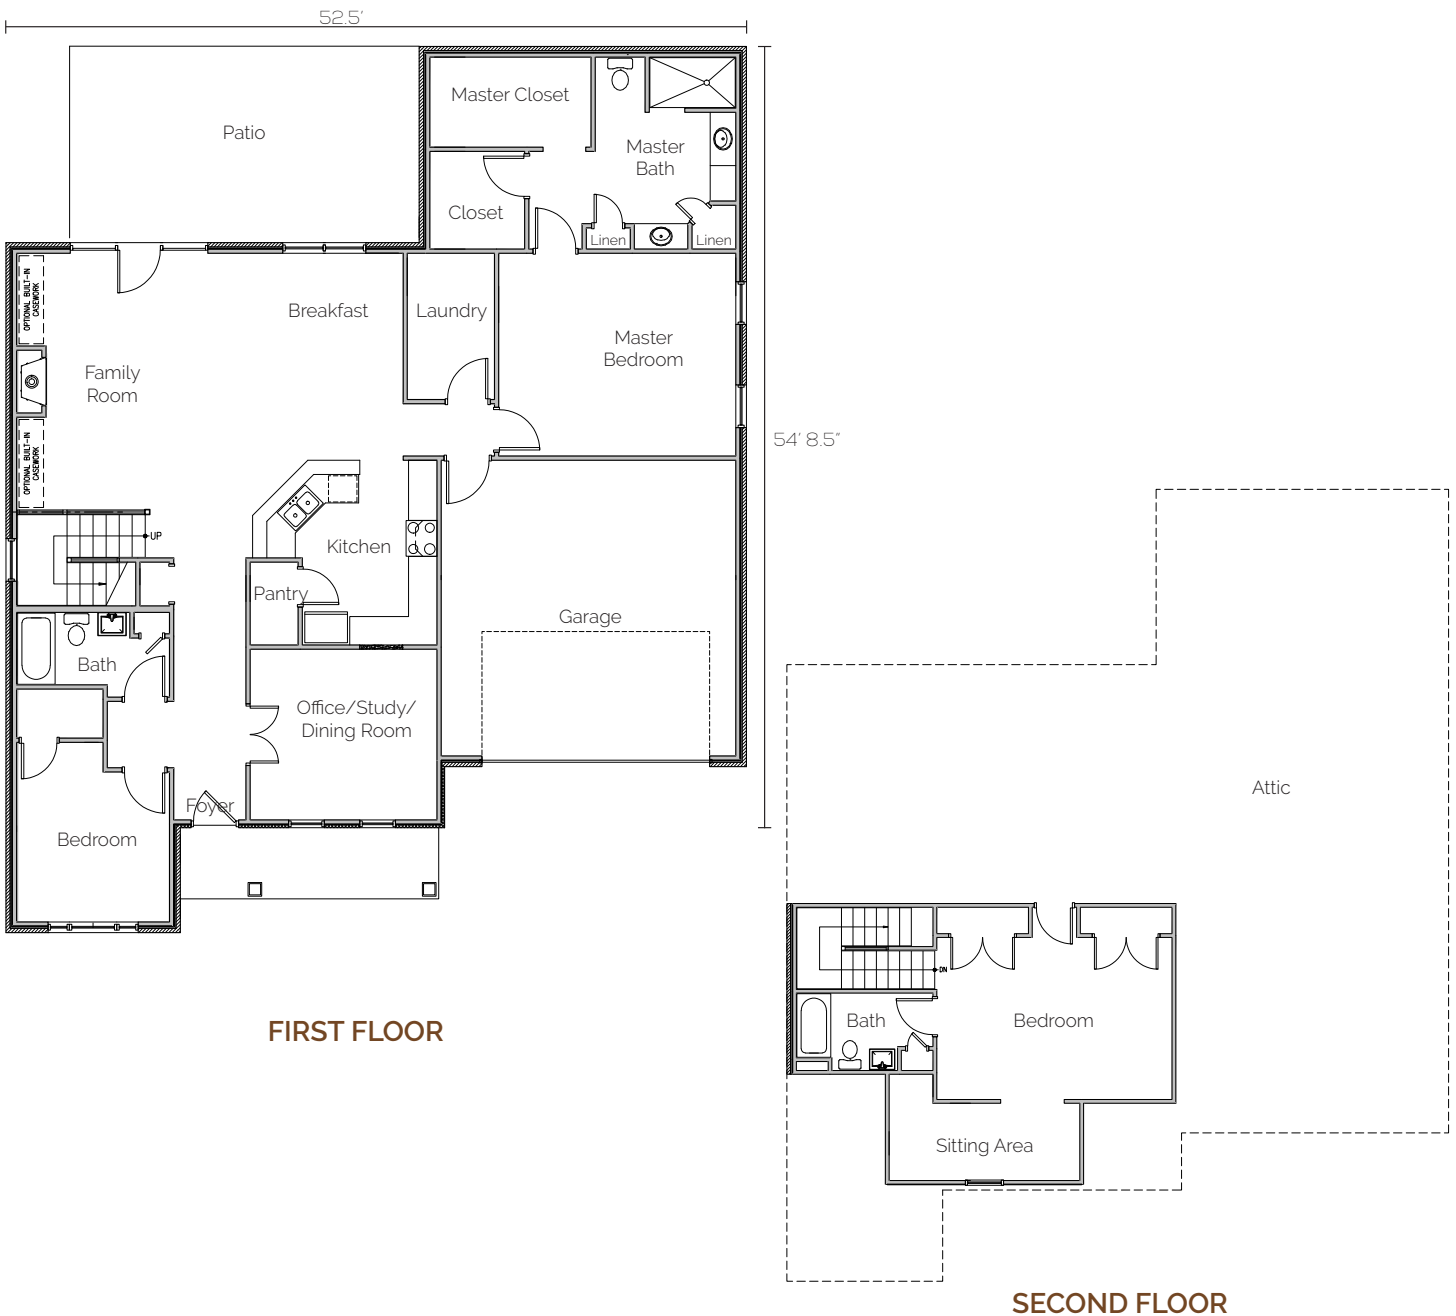 52.5'
Patio
Master Closet
Master
Bath
Closet
Linen
Linen
OPTIONAL BUILT-IN
CASEWORK
Breakfast
Laundry
Master
Bedroom
Family
Room
54' 8.5"
OPTIONAL BUILT-IN
CASEWORK
UP
Kitchen
Pantry
Garage
Bath
Office/Study/
Dining Room
Foyer
Bedroom
FIRST FLOOR
Attic
DN
Bath
Bedroom
Sitting Area
SECOND FLOOR